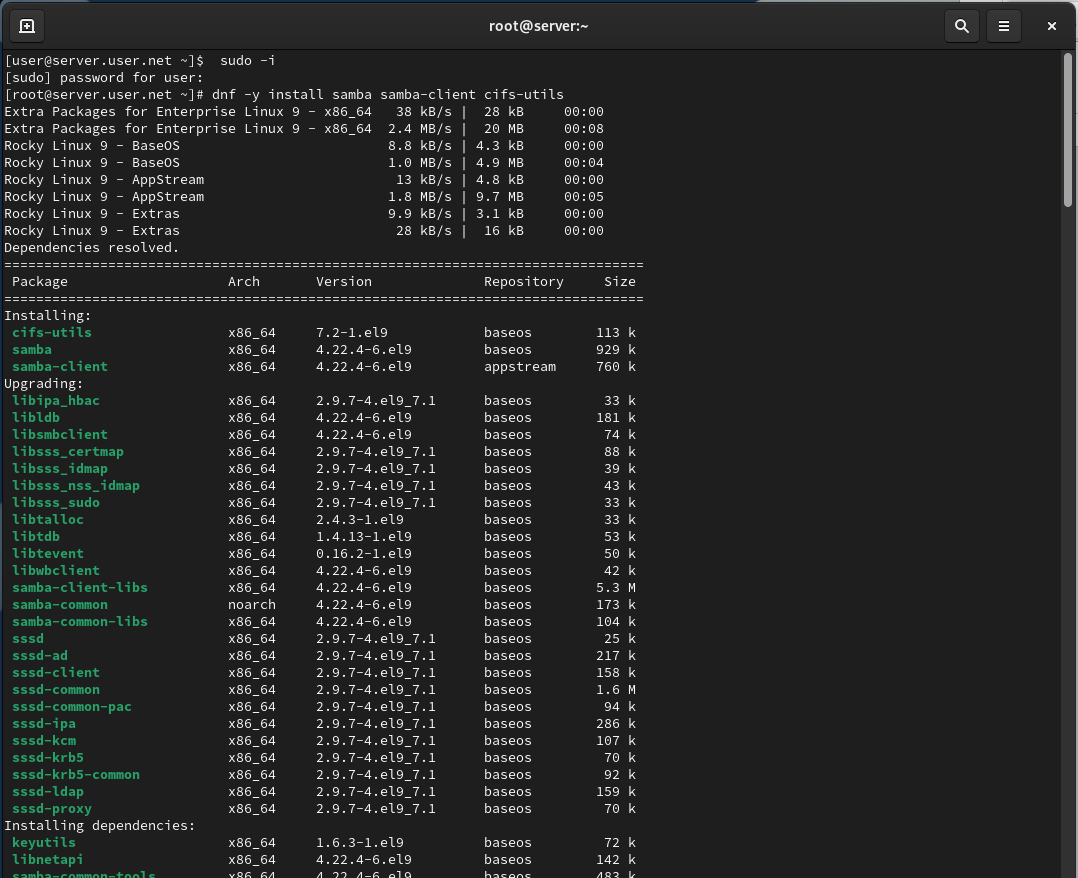 root@server:~
[user@server.user.net ~]$  sudo -i
[sudo] password for user:
[root@server.user.net ~]# dnf -y install samba samba-client cifs-utils
Extra Packages for Enterprise Linux 9 - x86_64   38 kB/s |  28 kB     00:00
Extra Packages for Enterprise Linux 9 - x86_64  2.4 MB/s |  20 MB     00:08
Rocky Linux 9 - BaseOS                          8.8 kB/s | 4.3 kB     00:00
Rocky Linux 9 - BaseOS                          1.0 MB/s | 4.9 MB     00:04
Rocky Linux 9 - AppStream                        13 kB/s | 4.8 kB     00:00
Rocky Linux 9 - AppStream                       1.8 MB/s | 9.7 MB     00:05
Rocky Linux 9 - Extras                          9.9 kB/s | 3.1 kB     00:00
Rocky Linux 9 - Extras                           28 kB/s |  16 kB     00:00
Dependencies resolved.
================================================================================
 Package                    Arch       Version              Repository     Size
================================================================================
Installing:
 cifs-utils                 x86_64     7.2-1.el9            baseos        113 k
 samba                      x86_64     4.22.4-6.el9         baseos        929 k
 samba-client               x86_64     4.22.4-6.el9         appstream     760 k
Upgrading:
 libipa_hbac                x86_64     2.9.7-4.el9_7.1      baseos         33 k
 libldb                     x86_64     4.22.4-6.el9         baseos        181 k
 libsmbclient               x86_64     4.22.4-6.el9         baseos         74 k
 libsss_certmap             x86_64     2.9.7-4.el9_7.1      baseos         88 k
 libsss_idmap               x86_64     2.9.7-4.el9_7.1      baseos         39 k
 libsss_nss_idmap           x86_64     2.9.7-4.el9_7.1      baseos         43 k
 libsss_sudo                x86_64     2.9.7-4.el9_7.1      baseos         33 k
 libtalloc                  x86_64     2.4.3-1.el9          baseos         33 k
 libtdb                     x86_64     1.4.13-1.el9         baseos         53 k
 libtevent                  x86_64     0.16.2-1.el9         baseos         50 k
 libwbclient                x86_64     4.22.4-6.el9         baseos         42 k
 samba-client-libs          x86_64     4.22.4-6.el9         baseos        5.3 M
 samba-common               noarch     4.22.4-6.el9         baseos        173 k
 samba-common-libs          x86_64     4.22.4-6.el9         baseos        104 k
 sssd                       x86_64     2.9.7-4.el9_7.1      baseos         25 k
 sssd-ad                    x86_64     2.9.7-4.el9_7.1      baseos        217 k
 sssd-client                x86_64     2.9.7-4.el9_7.1      baseos        158 k
 sssd-common                x86_64     2.9.7-4.el9_7.1      baseos        1.6 M
 sssd-common-pac            x86_64     2.9.7-4.el9_7.1      baseos         94 k
 sssd-ipa                   x86_64     2.9.7-4.el9_7.1      baseos        286 k
 sssd-kcm                   x86_64     2.9.7-4.el9_7.1      baseos        107 k
 sssd-krb5                  x86_64     2.9.7-4.el9_7.1      baseos         70 k
 sssd-krb5-common           x86_64     2.9.7-4.el9_7.1      baseos         92 k
 sssd-ldap                  x86_64     2.9.7-4.el9_7.1      baseos        159 k
 sssd-proxy                 x86_64     2.9.7-4.el9_7.1      baseos         70 k
Installing dependencies:
 keyutils                   x86_64     1.6.3-1.el9          baseos         72 k
 libnetapi                  x86_64     4.22.4-6.el9         baseos        142 k
 samba-common-tools         x86_64     4.22.4-6.el9         baseos        483 k